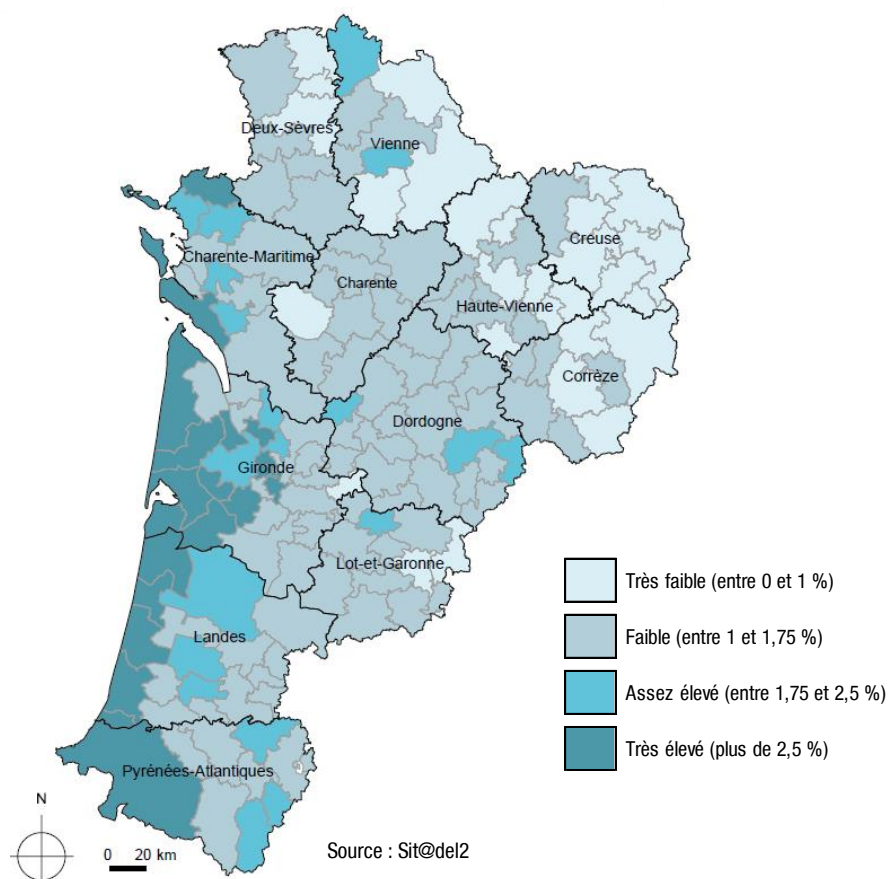 Deux-Sèvres
Vienne
Creuse
Charente-Maritime
Charente
Haute-Vienne
Corrèze
Dordogne
Gironde
Lot-et-Garonne
Landes
Pyrénées-Atlantiques
Très faible (entre 0 et 1 %)
Faible (entre 1 et 1,75 %)
Assez élevé (entre 1,75 et 2,5 %)
Très élevé (plus de 2,5 %)
N
0 20 km
Source : Sit@del2